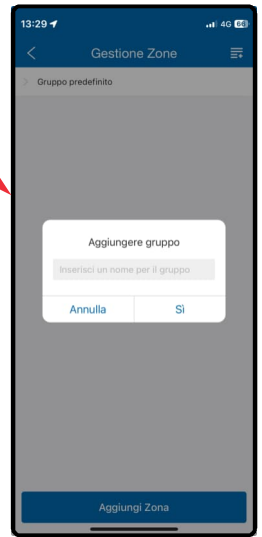 13:29 4G 66
Gestione Zone
Gruppo predefinito
Aggiungere gruppo
Inserisci un nome per il gruppo
Annulla Sì
Aggiungi Zona